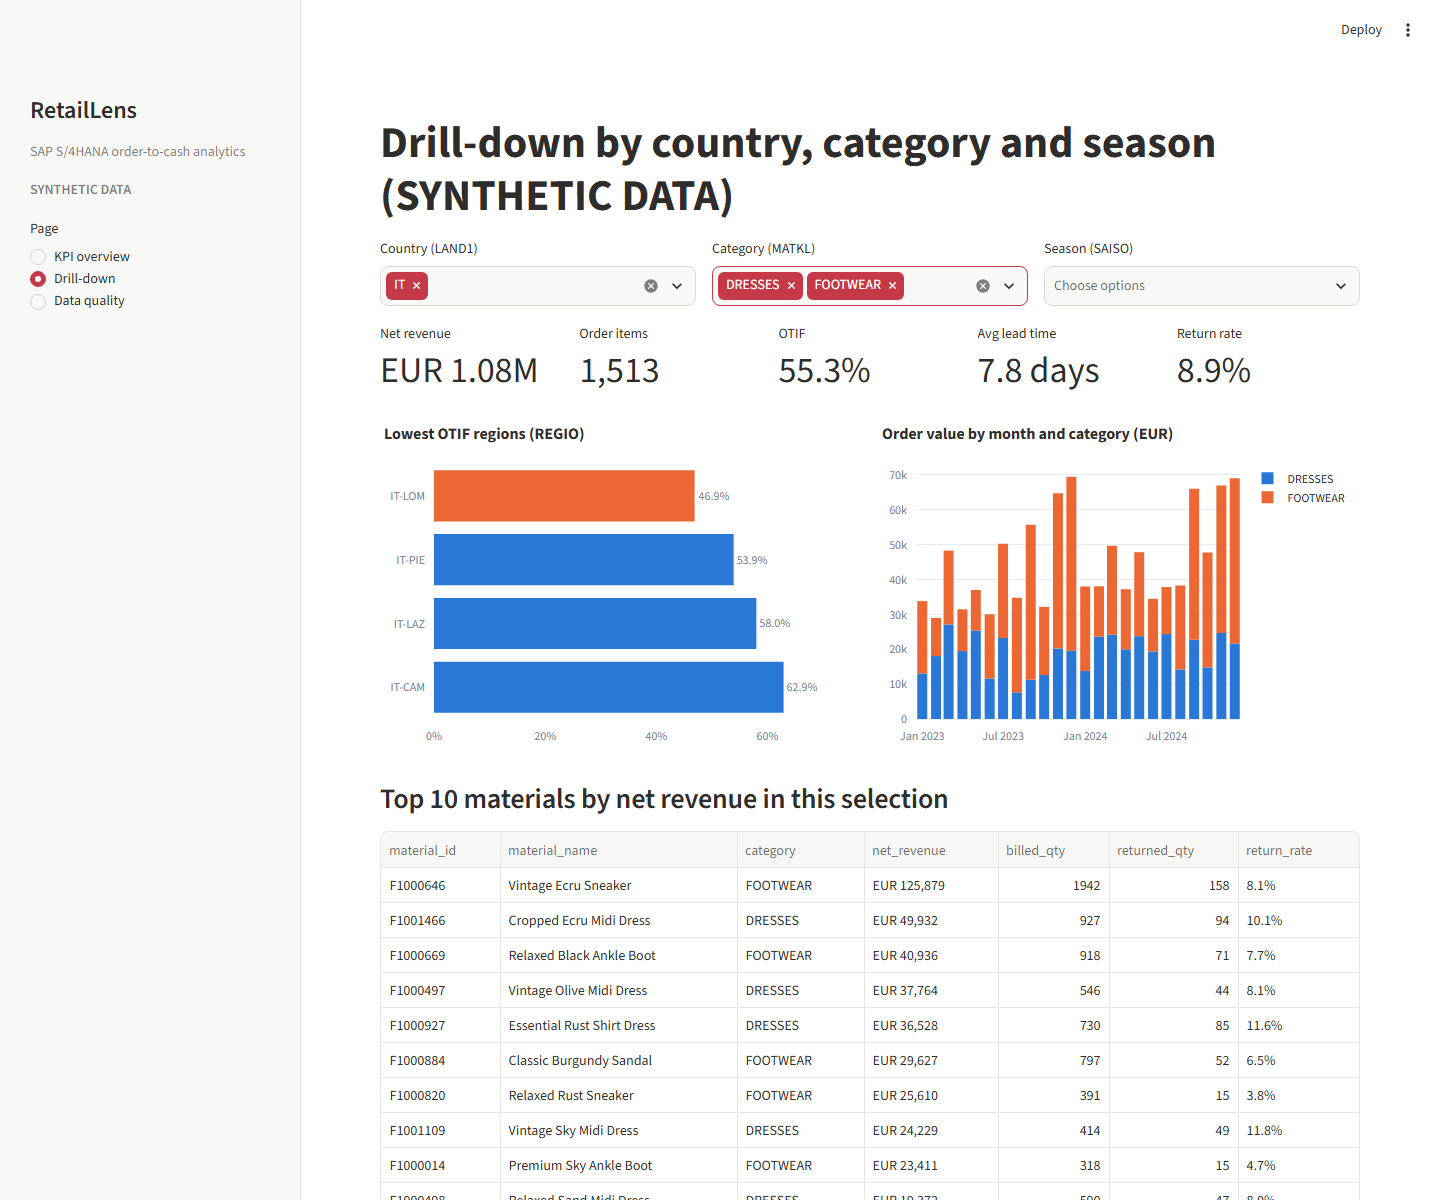 Deploy
RetailLens
SAP S/4HANA order-to-cash analytics
SYNTHETIC DATA
Page
KPI overview
Drill-down
Data quality
Drill-down by country, category and season
(SYNTHETIC DATA)
Country (LAND1) Category (MATKL) Season (SAISO)
IT DRESSES FOOTWEAR Choose options
Net revenue Order items OTIF Avg lead time Return rate
EUR 1.08M 1,513 55.3% 7.8 days 8.9%
Lowest OTIF regions (REGIO)
IT-LOM 46.9%
IT-PIE 53.9%
IT-LAZ 58.0%
IT-CAM 62.9%
0% 20% 40% 60%
Order value by month and category (EUR)
70k
60k
50k
40k
30k
20k
10k
0
Jan 2023 Jul 2023 Jan 2024 Jul 2024
DRESSES
FOOTWEAR
Top 10 materials by net revenue in this selection
material_id material_name category net_revenue billed_qty returned_qty return_rate
F1000646 Vintage Ecru Sneaker FOOTWEAR EUR 125,879 1942 158 8.1%
F1001466 Cropped Ecru Midi Dress DRESSES EUR 49,932 927 94 10.1%
F1000669 Relaxed Black Ankle Boot FOOTWEAR EUR 40,936 918 71 7.7%
F1000497 Vintage Olive Midi Dress DRESSES EUR 37,764 546 44 8.1%
F1000927 Essential Rust Shirt Dress DRESSES EUR 36,528 730 85 11.6%
F1000884 Classic Burgundy Sandal FOOTWEAR EUR 29,627 797 52 6.5%
F1000820 Relaxed Rust Sneaker FOOTWEAR EUR 25,610 391 15 3.8%
F1001109 Vintage Sky Midi Dress DRESSES EUR 24,229 414 49 11.8%
F1000014 Premium Sky Ankle Boot FOOTWEAR EUR 23,411 318 15 4.7%
Relaxed Sand Midi Dress DRESSES